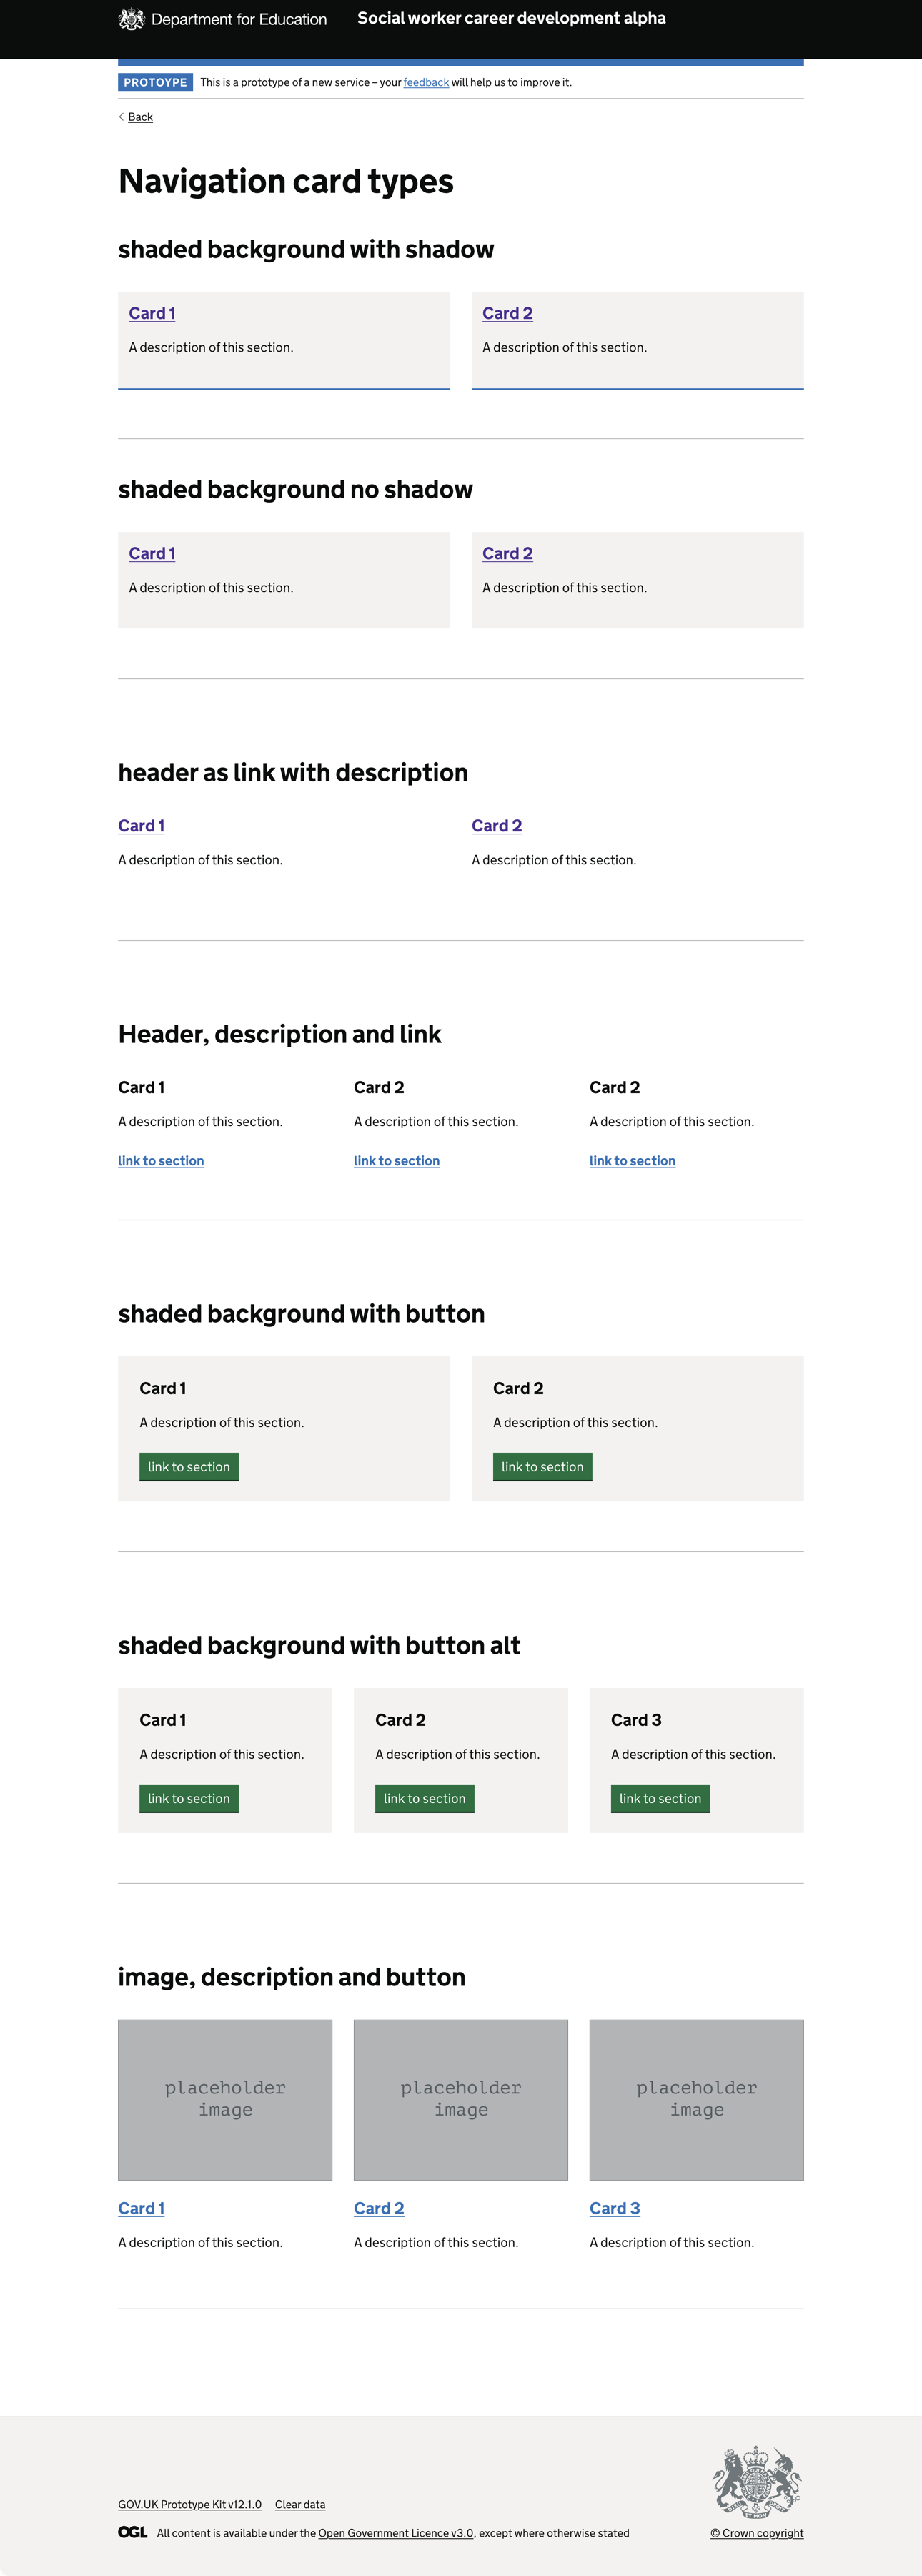 Department for Education
Social worker career development alpha
PROTOYPE This is a prototype of a new service – your feedback will help us to improve it.
Back
Navigation card types
shaded background with shadow
Card 1
A description of this section.
Card 2
A description of this section.
shaded background no shadow
Card 1
A description of this section.
Card 2
A description of this section.
header as link with description
Card 1
A description of this section.
Card 2
A description of this section.
Header, description and link
Card 1
A description of this section.
link to section
Card 2
A description of this section.
link to section
Card 2
A description of this section.
link to section
shaded background with button
Card 1
A description of this section.
link to section
Card 2
A description of this section.
link to section
shaded background with button alt
Card 1
A description of this section.
link to section
Card 2
A description of this section.
link to section
Card 3
A description of this section.
link to section
image, description and button
placeholder
image
Card 1
A description of this section.
placeholder
image
Card 2
A description of this section.
placeholder
image
Card 3
A description of this section.
GOV.UK Prototype Kit v12.1.0 Clear data
OGL All content is available under the Open Government Licence v3.0, except where otherwise stated
© Crown copyright